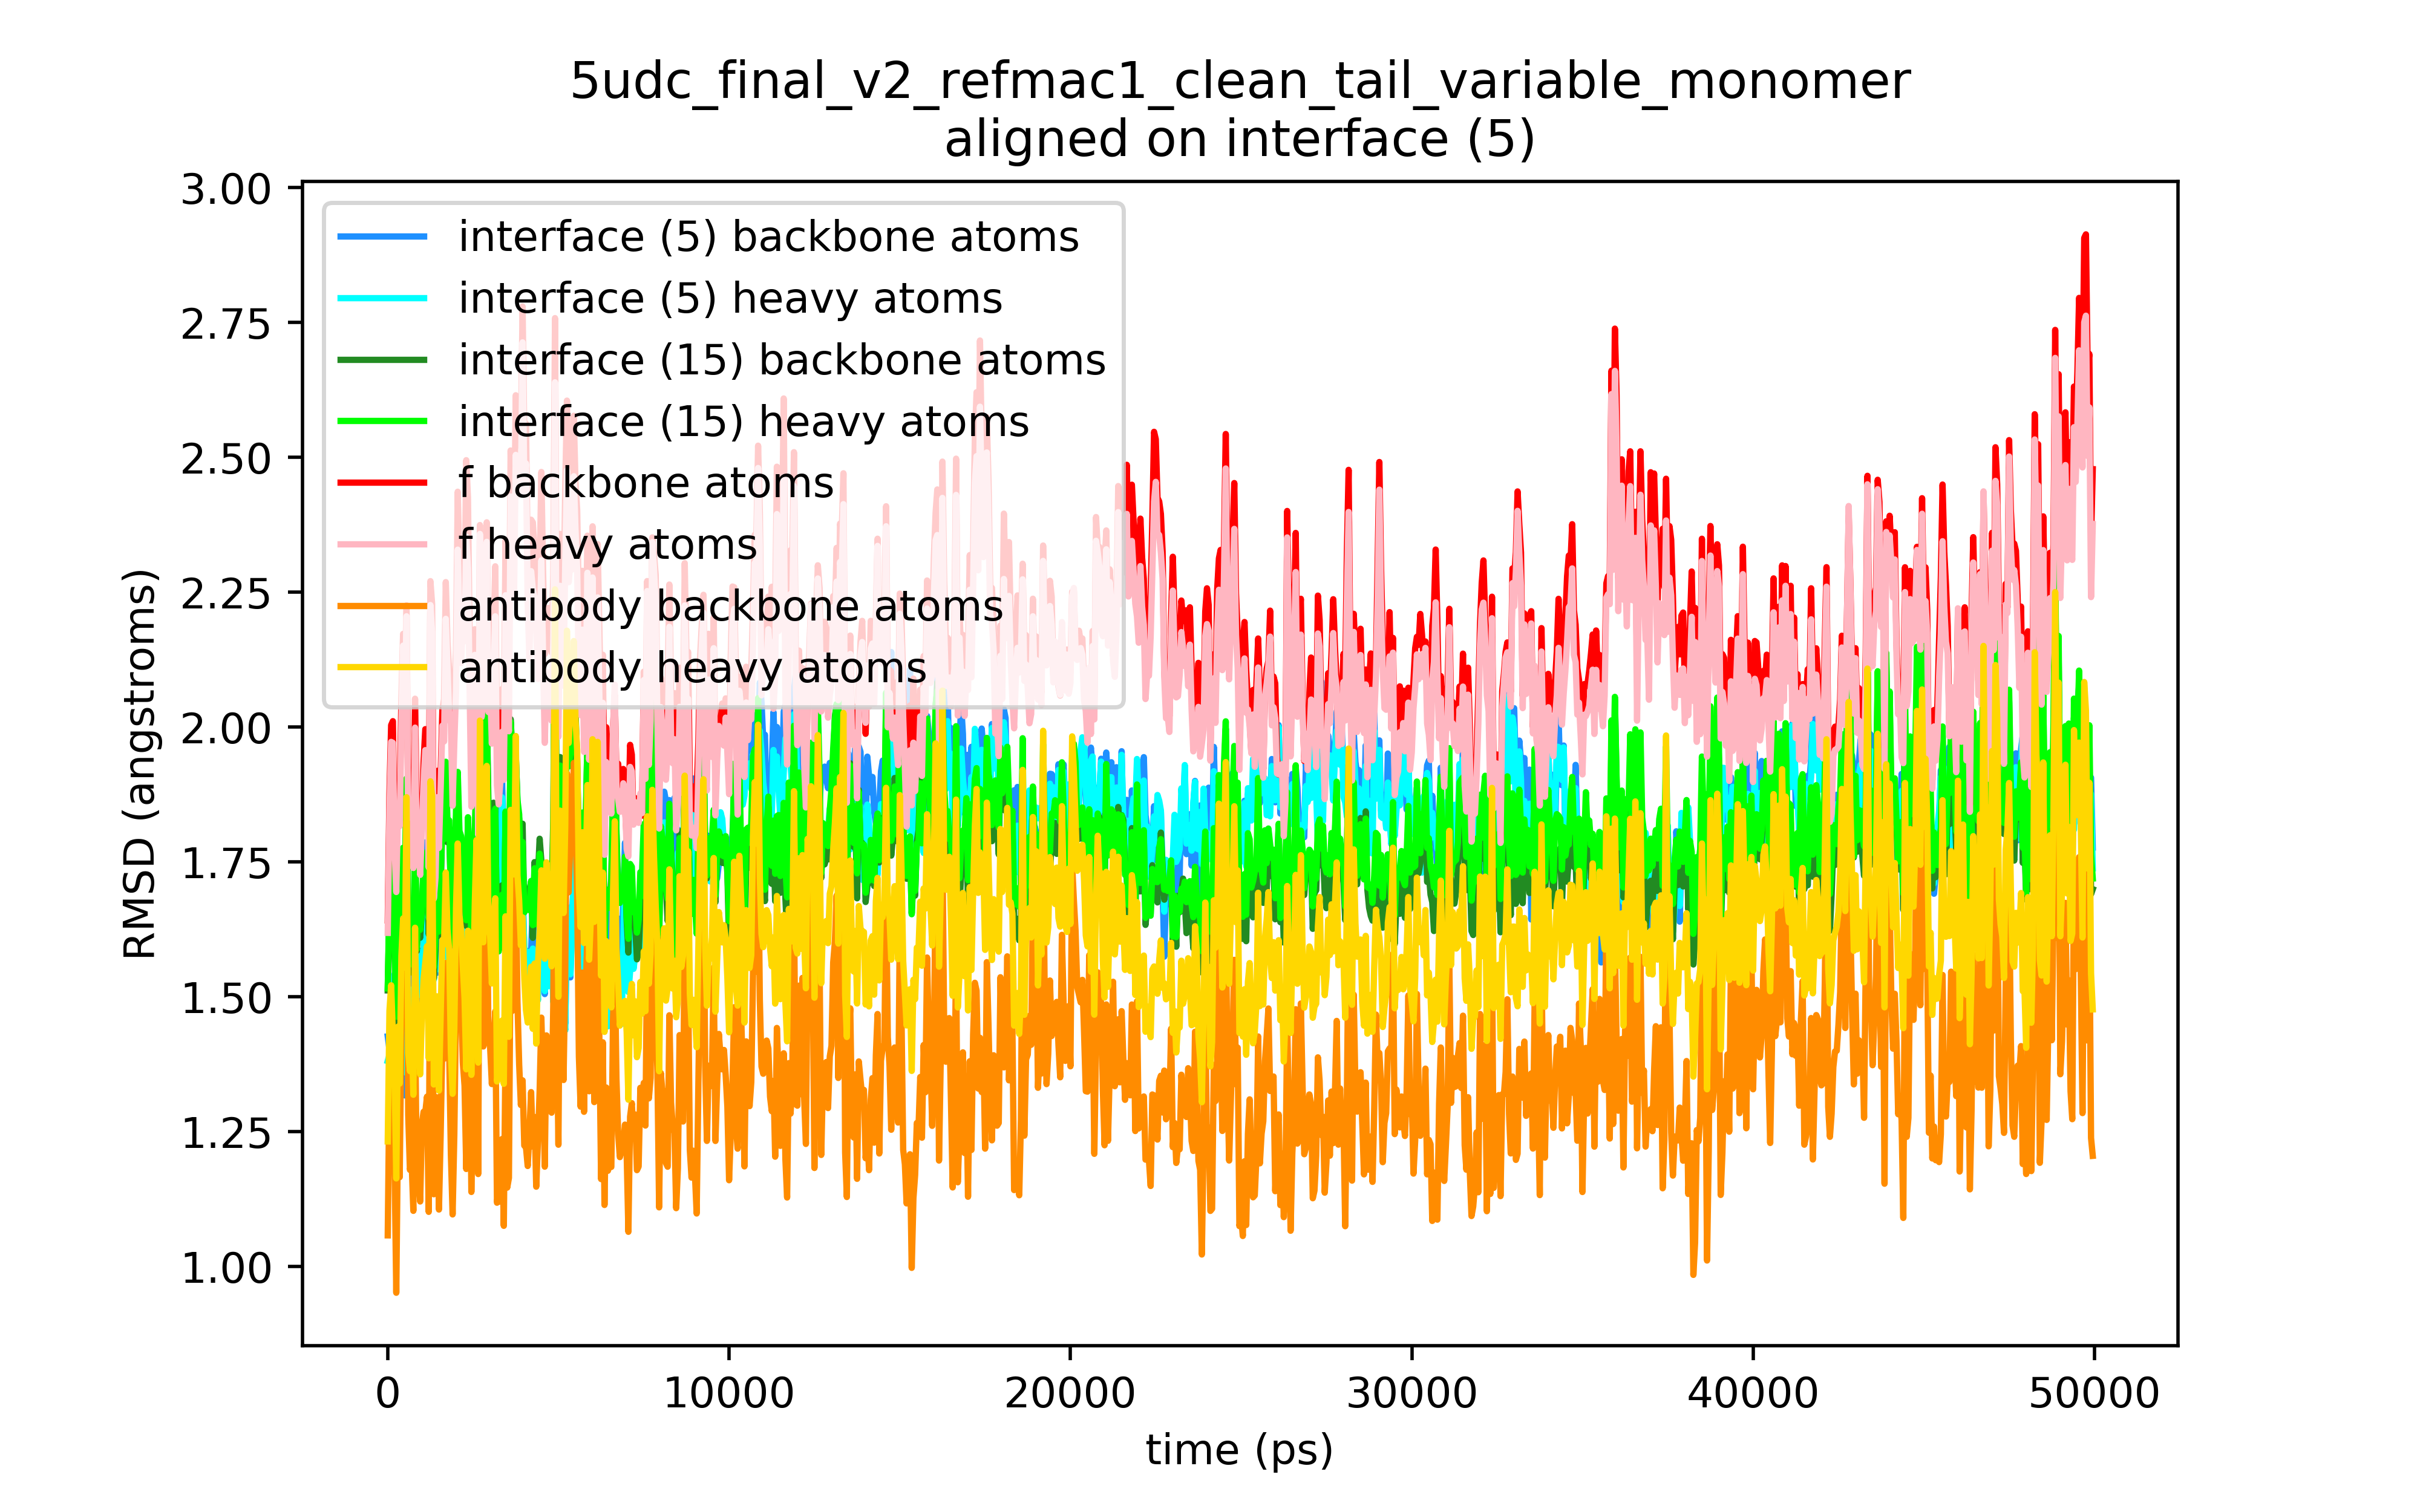 5udc_final_v2_refmac1_clean_tail_variable_monomer
aligned on interface (5)
3.00
2.75
2.50
2.25
2.00
1.75
1.50
1.25
1.00
RMSD (angstroms)
interface (5) backbone atoms
interface (5) heavy atoms
interface (15) backbone atoms
interface (15) heavy atoms
f backbone atoms
f heavy atoms
antibody backbone atoms
antibody heavy atoms
0
10000
20000
30000
40000
50000
time (ps)